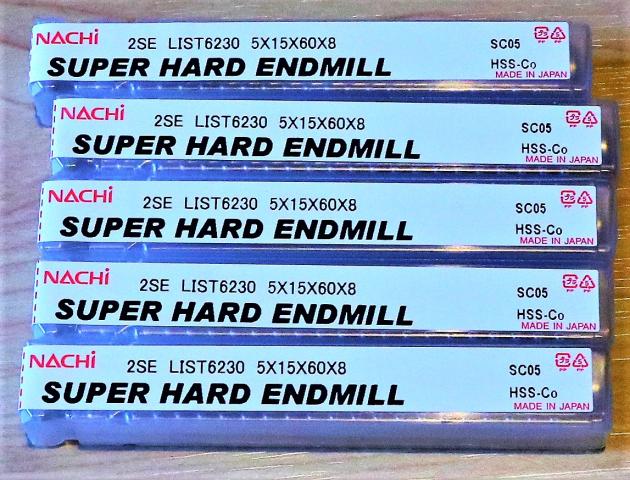 NACHi 2SE LIST6230 5X15X60X8 SC05
SUPER HARD ENDMILL HSS-Co
MADE IN JAPAN
NACHi 2SE LIST6230 5X15X60X8 SC05
SUPER HARD ENDMILL HSS-Co
MADE IN JAPAN
NACHi 2SE LIST6230 5X15X60X8 SC05
SUPER HARD ENDMILL HSS-Co
MADE IN JAPAN
NACHi 2SE LIST6230 5X15X60X8 SC05
SUPER HARD ENDMILL HSS-Co
MADE IN JAPAN
NACHi 2SE LIST6230 5X15X60X8 SC05
SUPER HARD ENDMILL HSS-Co
MADE IN JAPAN